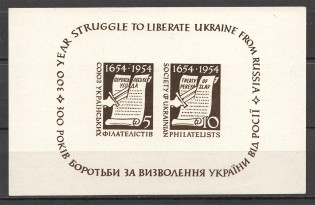 300 YEAR STRUGGLE TO LIBERATE UKRAINE FROM RUSSIA
300 РОКІВ БОРОТЬБИ ЗА ВИЗВОЛЕННЯ УКРАЇНИ ВІД РОСІЇ
1654 · 1954
СОЮЗ УКРАЇНСЬКИХ
ФІЛАТЕЛІСТІВ
5
1654 · 1954
SOCIETY OF UKRAINIAN
PHILATELISTS
TREATY OF
PEREYASLAV
10